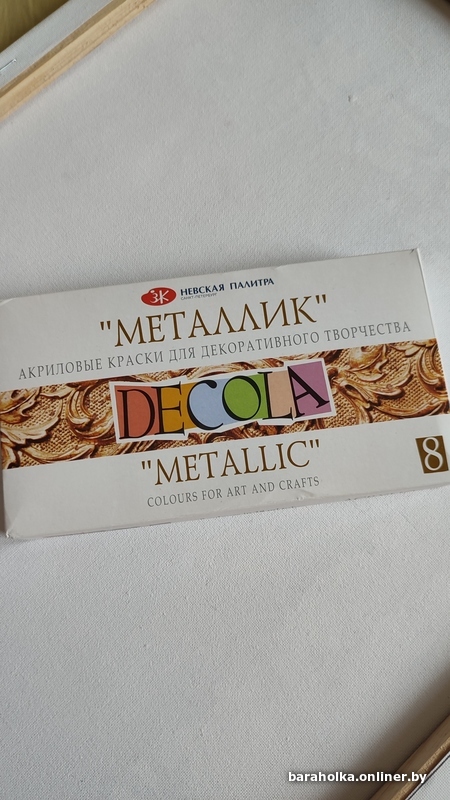 ЗК НЕВСКАЯ ПАЛИТРА
САНКТ-ПЕТЕРБУРГ
"МЕТАЛЛИК"
АКРИЛОВЫЕ КРАСКИ ДЛЯ ДЕКОРАТИВНОГО ТВОРЧЕСТВА
DECOLA
"METALLIC"
8
COLOURS FOR ART AND CRAFTS
baraholka.onliner.by